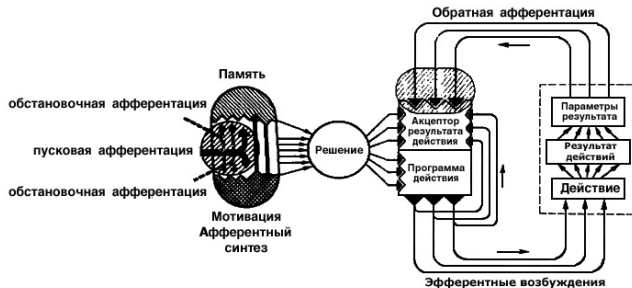 Обратная афферентация
Память
обстановочная афферентация
пусковая афферентация
обстановочная афферентация
Мотивация
Афферентный
синтез
Решение
Акцептор
результата
действия
Программа
действия
Параметры
результата
Результат
действий
Действие
Эфферентные возбуждения